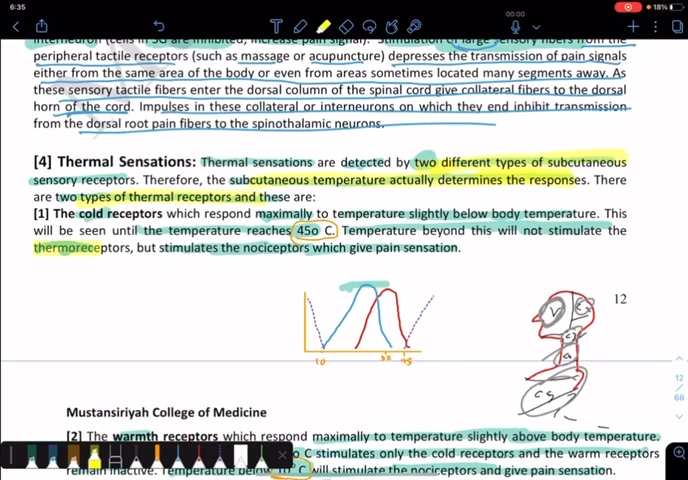 6:35
00:00
18%
interneuron (cells in SG are inhibited, increase pain signal). Stimulation of large sensory fibers from the
peripheral tactile receptors (such as massage or acupuncture) depresses the transmission of pain signals
either from the same area of the body or even from areas sometimes located many segments away. As
these sensory tactile fibers enter the dorsal column of the spinal cord give collateral fibers to the dorsal
horn of the cord. Impulses in these collateral or interneurons on which they end inhibit transmission
from the dorsal root pain fibers to the spinothalamic neurons.
[4] Thermal Sensations: Thermal sensations are detected by two different types of subcutaneous
sensory receptors. Therefore, the subcutaneous temperature actually determines the responses. There
are two types of thermal receptors and these are:
[1] The cold receptors which respond maximally to temperature slightly below body temperature. This
will be seen until the temperature reaches 45o C. Temperature beyond this will not stimulate the
thermoreceptors, but stimulates the nociceptors which give pain sensation.
12
V
10
45
12
/
68
Mustansiriyah College of Medicine
[2] The warmth receptors which respond maximally to temperature slightly above body temperature.
o C stimulates only the cold receptors and the warm receptors
remain inactive. Temperature below 10 C will stimulate the nociceptors and give pain sensation.